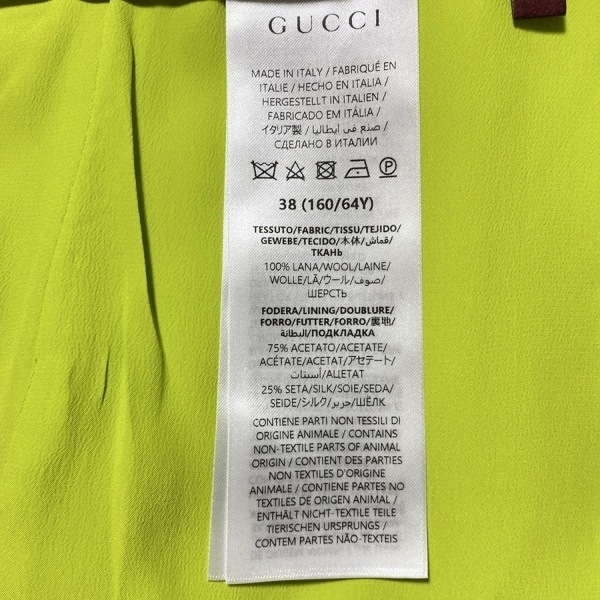 GUCCI
MADE IN ITALY / FABRIQUÉ EN
ITALIE / HECHO EN ITALIA /
HERGESTELLT IN ITALIEN /
FABRICADO EM ITÁLIA /
イタリア製 / صنع في ايطاليا /
СДЕЛАНО В ИТАЛИИ
38 (160/64Y)
TESSUTO/FABRIC/TISSU/TEJIDO/
GEWEBE/TECIDO/本体/قماش/
ТКАНЬ
100% LANA/WOOL/LAINE/
WOLLE/LÃ/ウール/صوف/
ШЕРСТЬ
FODERA/LINING/DOUBLURE/
FORRO/FUTTER/FORRO/裏地/
البطانة/ПОДКЛАДКА
75% ACETATO/ACETATE/
ACÉTATE/ACETAT/アセテート/
أسيتات/АЦЕТАТ
25% SETA/SILK/SOIE/SEDA/
SEIDE/シルク/حرير/ШЁЛК
CONTIENE PARTI NON TESSILI DI
ORIGINE ANIMALE / CONTAINS
NON-TEXTILE PARTS OF ANIMAL
ORIGIN / CONTIENT DES PARTIES
NON TEXTILES D'ORIGINE
ANIMALE / CONTIENE PARTES NO
TEXTILES DE ORIGEN ANIMAL /
ENTHÄLT NICHT-TEXTILE TEILE
TIERISCHEN URSPRUNGS /
CONTEM PARTES NÃO TEXTEIS